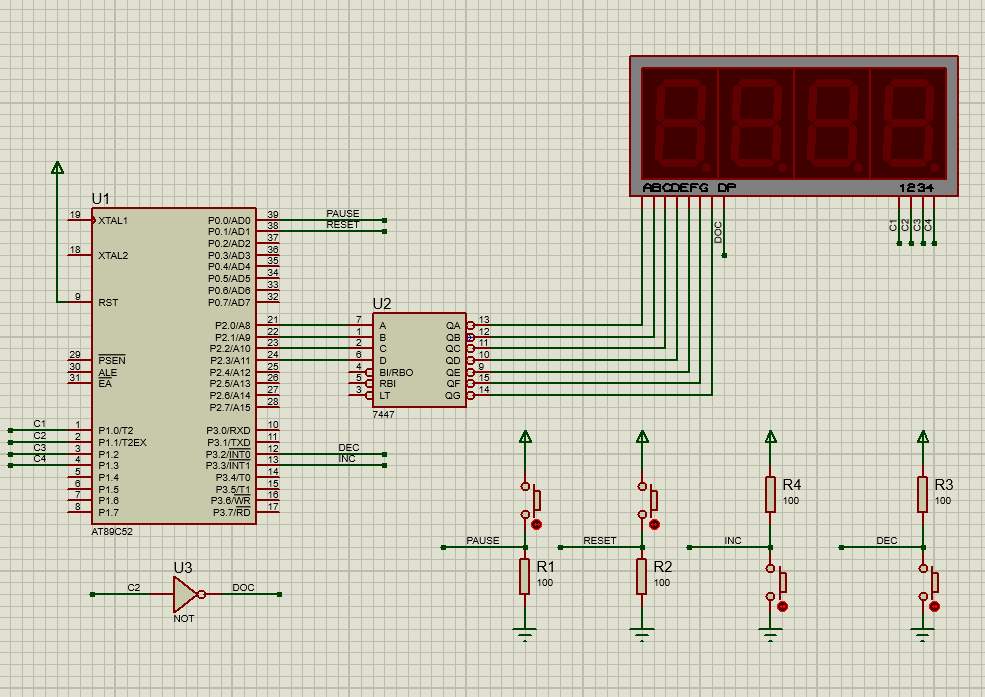 ABCDEFG DP
1234
C1
C2
C3
C4
DOC
U1
19 XTAL1
18 XTAL2
9 RST
29 PSEN
30 ALE
31 EA
C1 1 P1.0/T2
C2 2 P1.1/T2EX
C3 3 P1.2
C4 4 P1.3
5 P1.4
6 P1.5
7 P1.6
8 P1.7
P0.0/AD0 39 PAUSE
P0.1/AD1 38 RESET
P0.2/AD2 37
P0.3/AD3 36
P0.4/AD4 35
P0.5/AD5 34
P0.6/AD6 33
P0.7/AD7 32
P2.0/A8 21
P2.1/A9 22
P2.2/A10 23
P2.3/A11 24
P2.4/A12 25
P2.5/A13 26
P2.6/A14 27
P2.7/A15 28
P3.0/RXD 10
P3.1/TXD 11
P3.2/INT0 12 DEC
P3.3/INT1 13 INC
P3.4/T0 14
P3.5/T1 15
P3.6/WR 16
P3.7/RD 17
AT89C52
U2
7 A QA 13
1 B QB 12
2 C QC 11
6 D QD 10
4 BI/RBO QE 9
5 RBI QF 15
3 LT QG 14
7447
U3
C2 DOC
NOT
PAUSE
R1
100
RESET
R2
100
R4
100
INC
R3
100
DEC